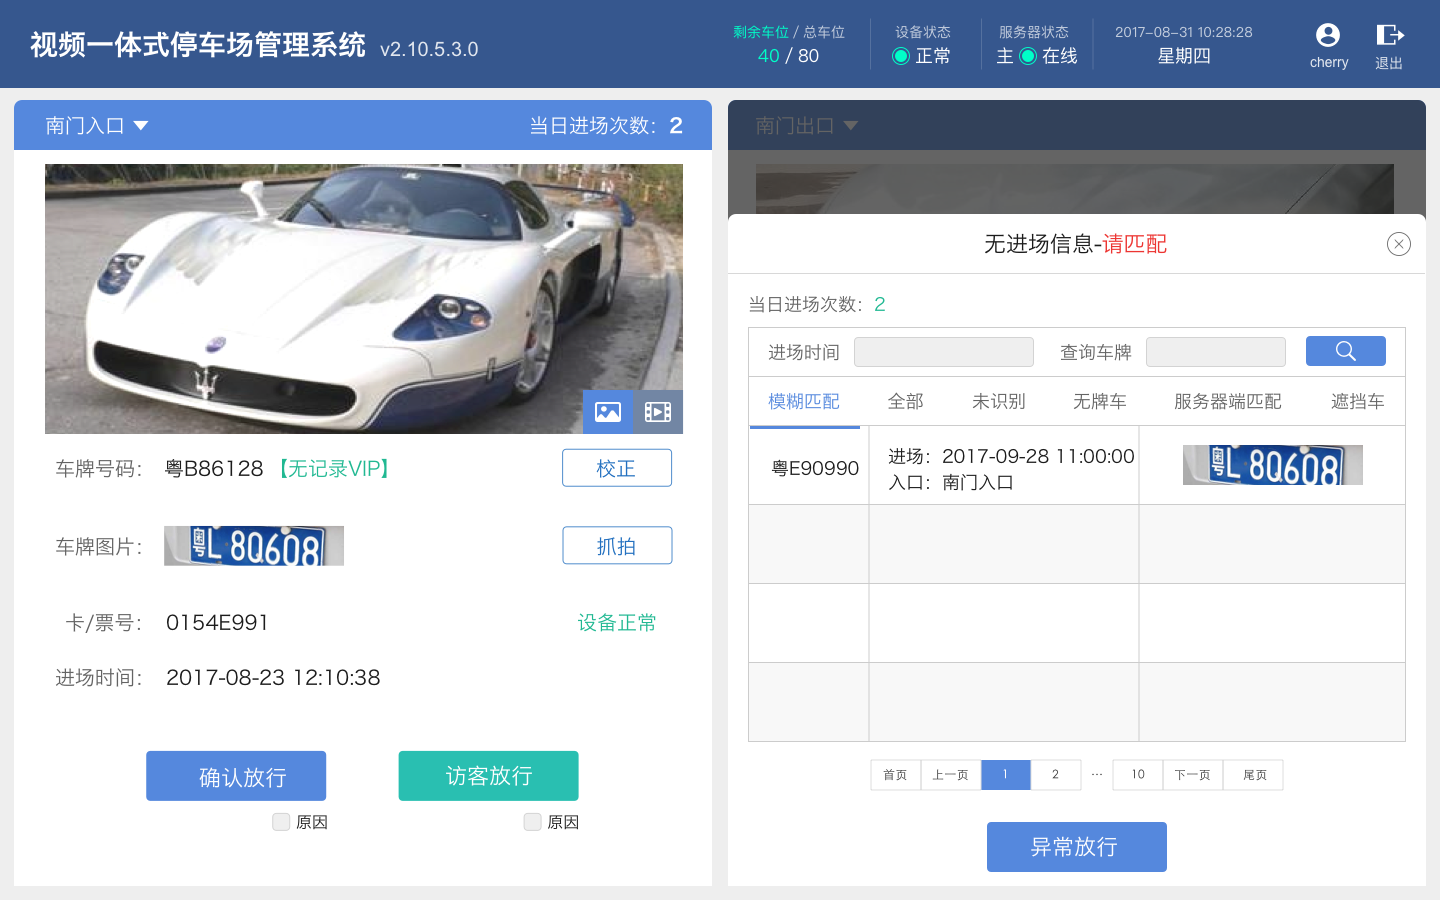 视频一体式停车场管理系统 v2.10.5.3.0
剩余车位 / 总车位
40 / 80
设备状态
正常
服务器状态
主 在线
2017-08-31 10:28:28
星期四
cherry
退出
南门入口
当日进场次数：2
车牌号码：
粤B86128【无记录VIP】
校正
车牌图片：
粤L 8Q608
抓拍
卡/票号：
0154E991
设备正常
进场时间：
2017-08-23 12:10:38
确认放行
访客放行
原因
原因
南门出口
无进场信息-请匹配
当日进场次数：2
进场时间
查询车牌
模糊匹配
全部
未识别
无牌车
服务器端匹配
遮挡车
粤E90990
进场：2017-09-28 11:00:00
入口：南门入口
粤L 8Q608
首页
上一页
1
2
···
10
下一页
尾页
异常放行